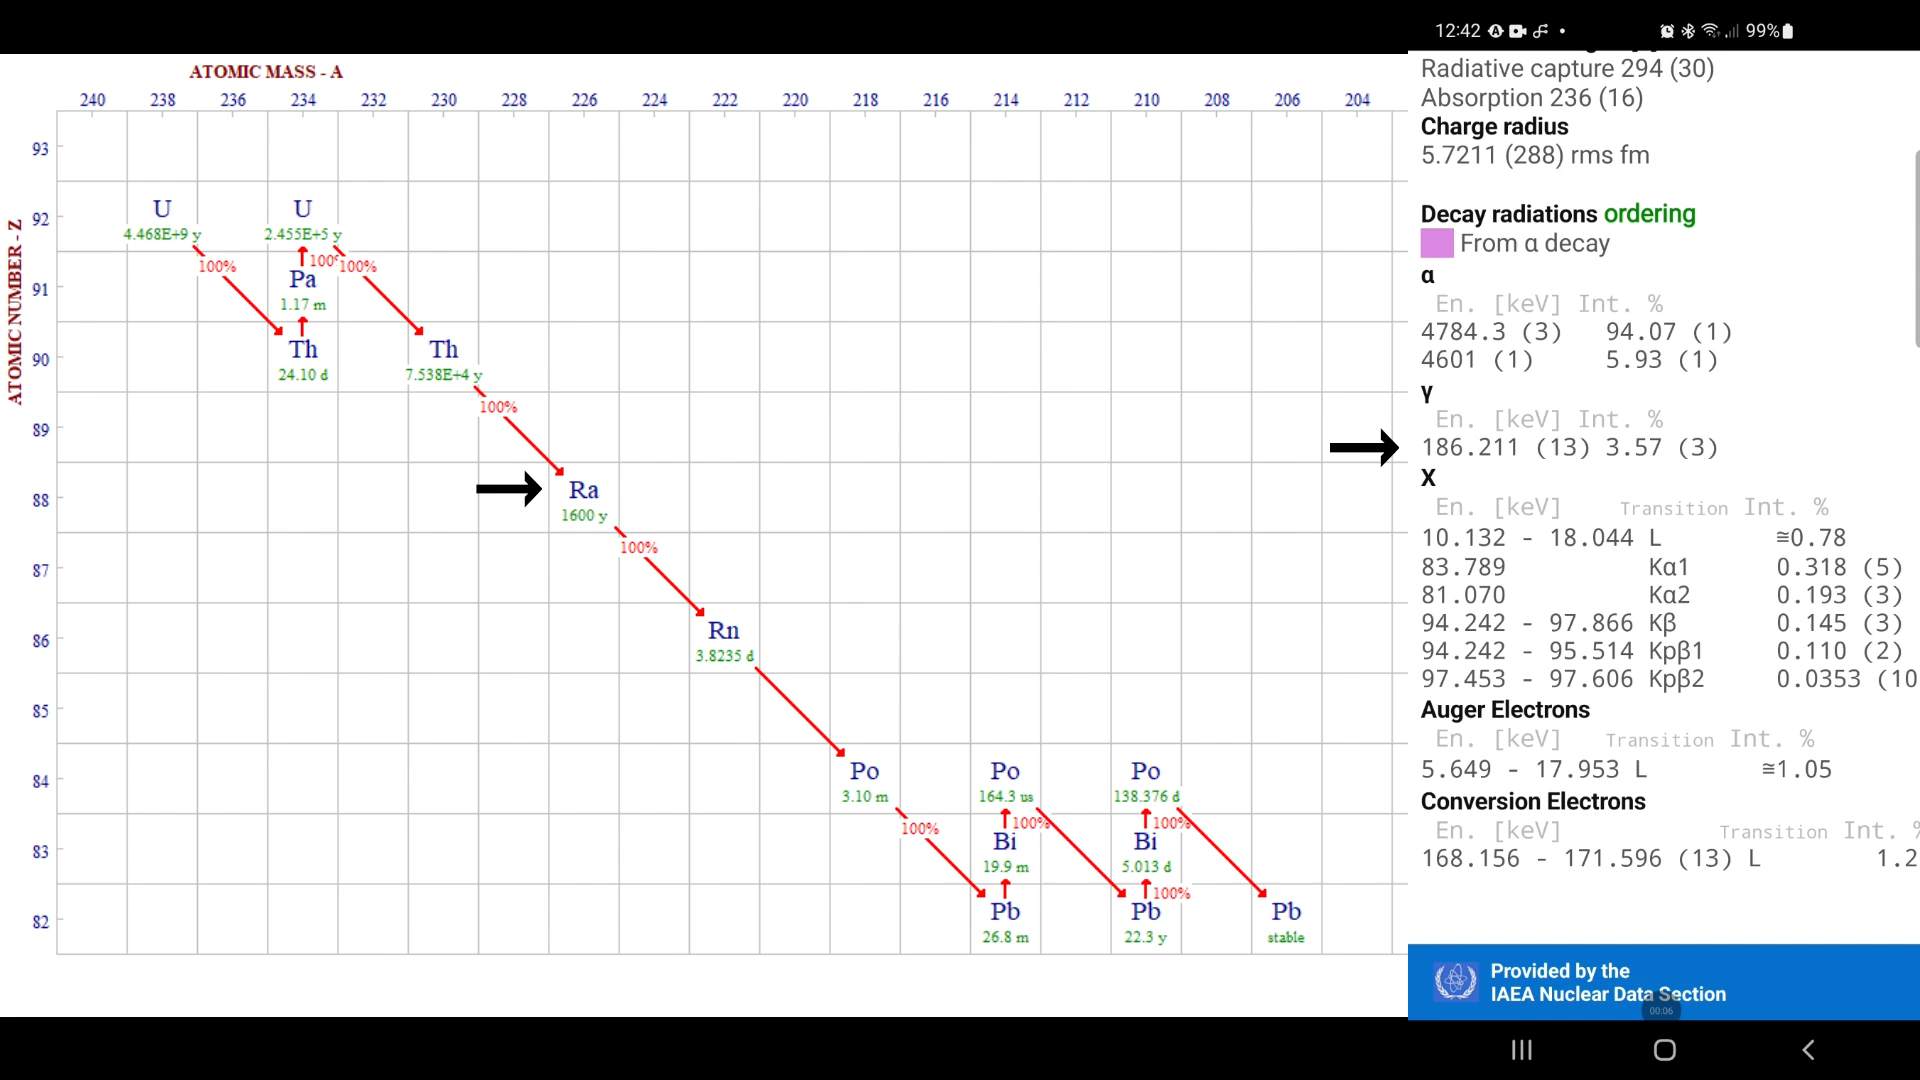 ATOMIC MASS - A
240 238 236 234 232 230 228 226 224 222 220 218 216 214 212 210 208 206 204
ATOMIC NUMBER - Z
93
92
91
90
89
88
87
86
85
84
83
82
U
4.468E+9 y
100%
U
2.455E+5 y
100%
Pa
1.17 m
Th
24.10 d
Th
7.538E+4 y
100%
Ra
1600 y
100%
Rn
3.8235 d
Po
3.10 m
100%
Po
164.3 us
100%
Bi
19.9 m
Pb
26.8 m
Po
138.376 d
100%
Bi
5.013 d
100%
Pb
22.3 y
Pb
stable
12:42 99%
Radiative capture 294 (30)
Absorption 236 (16)
Charge radius
5.7211 (288) rms fm
Decay radiations ordering
From α decay
α
En. [keV] Int. %
4784.3 (3) 94.07 (1)
4601 (1) 5.93 (1)
γ
En. [keV] Int. %
186.211 (13) 3.57 (3)
X
En. [keV] Transition Int. %
10.132 - 18.044 L ≅0.78
83.789 Kα1 0.318 (5)
81.070 Kα2 0.193 (3)
94.242 - 97.866 Kβ 0.145 (3)
94.242 - 95.514 Kpβ1 0.110 (2)
97.453 - 97.606 Kpβ2 0.0353 (10
Auger Electrons
En. [keV] Transition Int. %
5.649 - 17.953 L ≅1.05
Conversion Electrons
En. [keV] Transition Int. %
168.156 - 171.596 (13) L 1.2
Provided by the
IAEA Nuclear Data Section
00:06